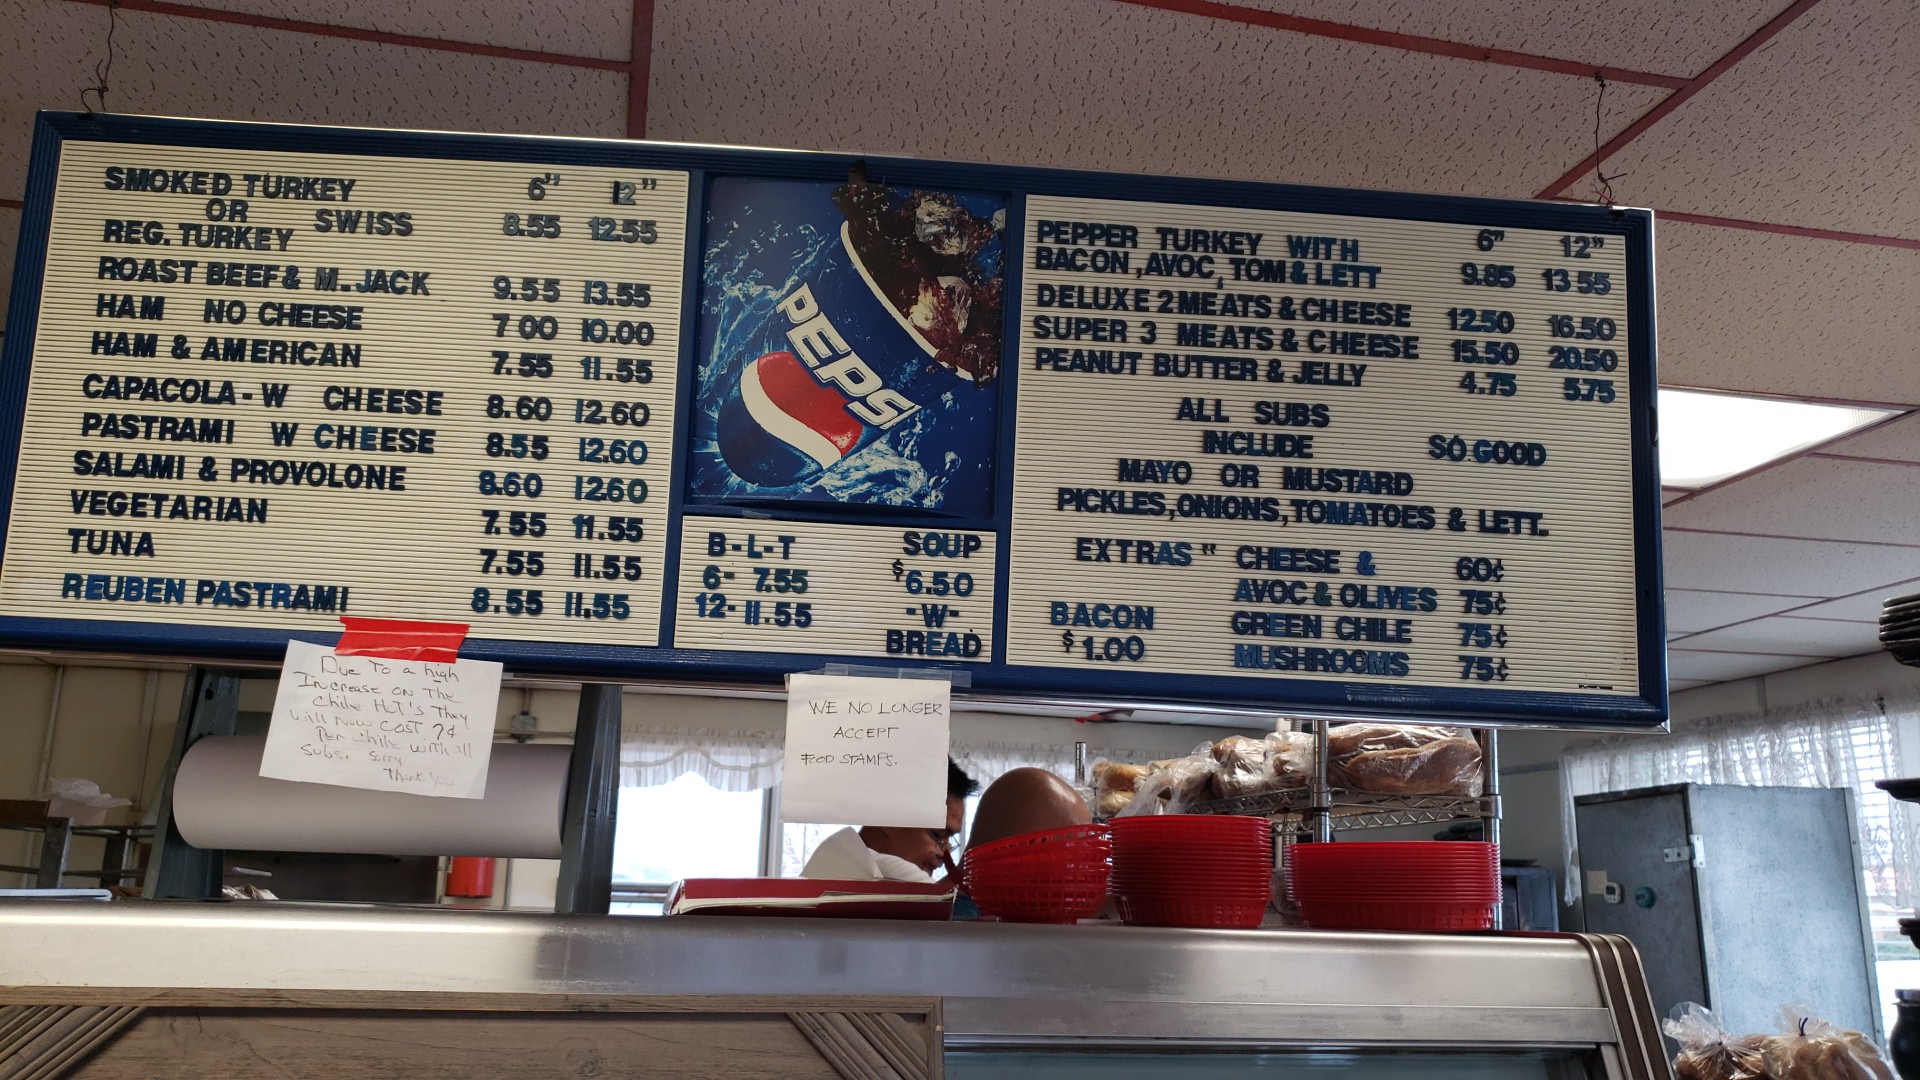 SMOKED TURKEY 6" 12"
OR SWISS 8.55 12.55
REG. TURKEY
ROAST BEEF & M. JACK 9.55 13.55
HAM NO CHEESE 7 00 10.00
HAM & AMERICAN 7.55 11.55
CAPACOLA - W CHEESE 8.60 12.60
PASTRAMI W CHEESE 8.55 12.60
SALAMI & PROVOLONE 8.60 12.60
VEGETARIAN 7.55 11.55
TUNA 7.55 11.55
REUBEN PASTRAMI 8.55 11.55
PEPSI
B-L-T
6- 7.55
12- 11.55
SOUP
$6.50
-W-
BREAD
PEPPER TURKEY WITH 6" 12"
BACON, AVOC, TOM & LETT 9.85 13 55
DELUXE 2 MEATS & CHEESE 12.50 16.50
SUPER 3 MEATS & CHEESE 15.50 20.50
PEANUT BUTTER & JELLY 4.75 5.75
ALL SUBS
INCLUDE SO GOOD
MAYO OR MUSTARD
PICKLES, ONIONS, TOMATOES & LETT.
EXTRAS " CHEESE & 60¢
AVOC & OLIVES 75¢
BACON GREEN CHILE 75¢
$1.00 MUSHROOMS 75¢
Due To a high
Increase on The
Chile Hot's They
will now cost ?¢
Per chile with all
Subs. Sorry
Thank You
WE NO LONGER
ACCEPT
FOOD STAMPS.